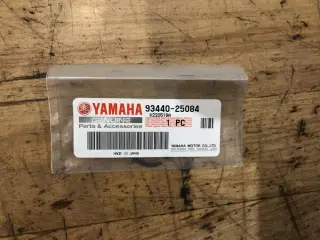 YAMAHA 93440-25084
GENUINE
Parts & Accessories
1 PC
MADE IN JAPAN
YAMAHA MOTOR CO.,LTD.